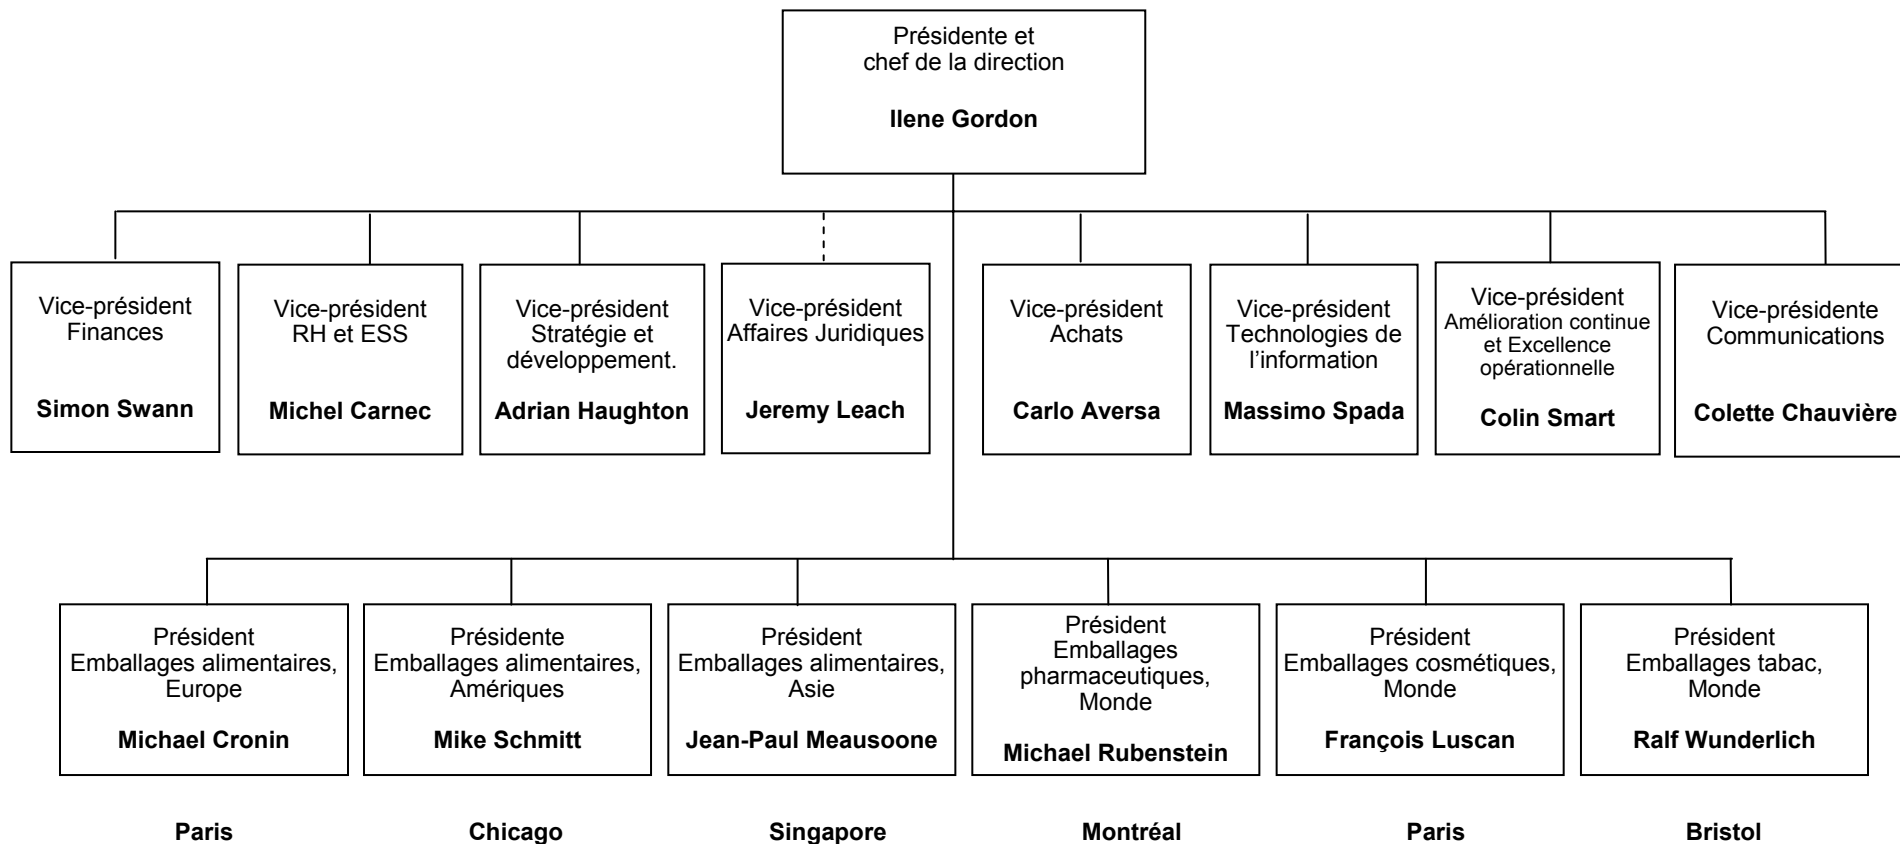 Présidente et
chef de la direction
Ilene Gordon
Vice-président
Finances
Simon Swann
Vice-président
RH et ESS
Michel Carnec
Vice-président
Stratégie et
développement.
Adrian Haughton
Vice-président
Affaires Juridiques
Jeremy Leach
Vice-président
Achats
Carlo Aversa
Vice-président
Technologies de
l’information
Massimo Spada
Vice-président
Amélioration continue
et Excellence
opérationnelle
Colin Smart
Vice-présidente
Communications
Colette Chauvière
Président
Emballages alimentaires,
Europe
Michael Cronin
Présidente
Emballages alimentaires,
Amériques
Mike Schmitt
Président
Emballages alimentaires,
Asie
Jean-Paul Meausoone
Président
Emballages
pharmaceutiques,
Monde
Michael Rubenstein
Président
Emballages cosmétiques,
Monde
François Luscan
Président
Emballages tabac,
Monde
Ralf Wunderlich
Paris
Chicago
Singapore
Montréal
Paris
Bristol